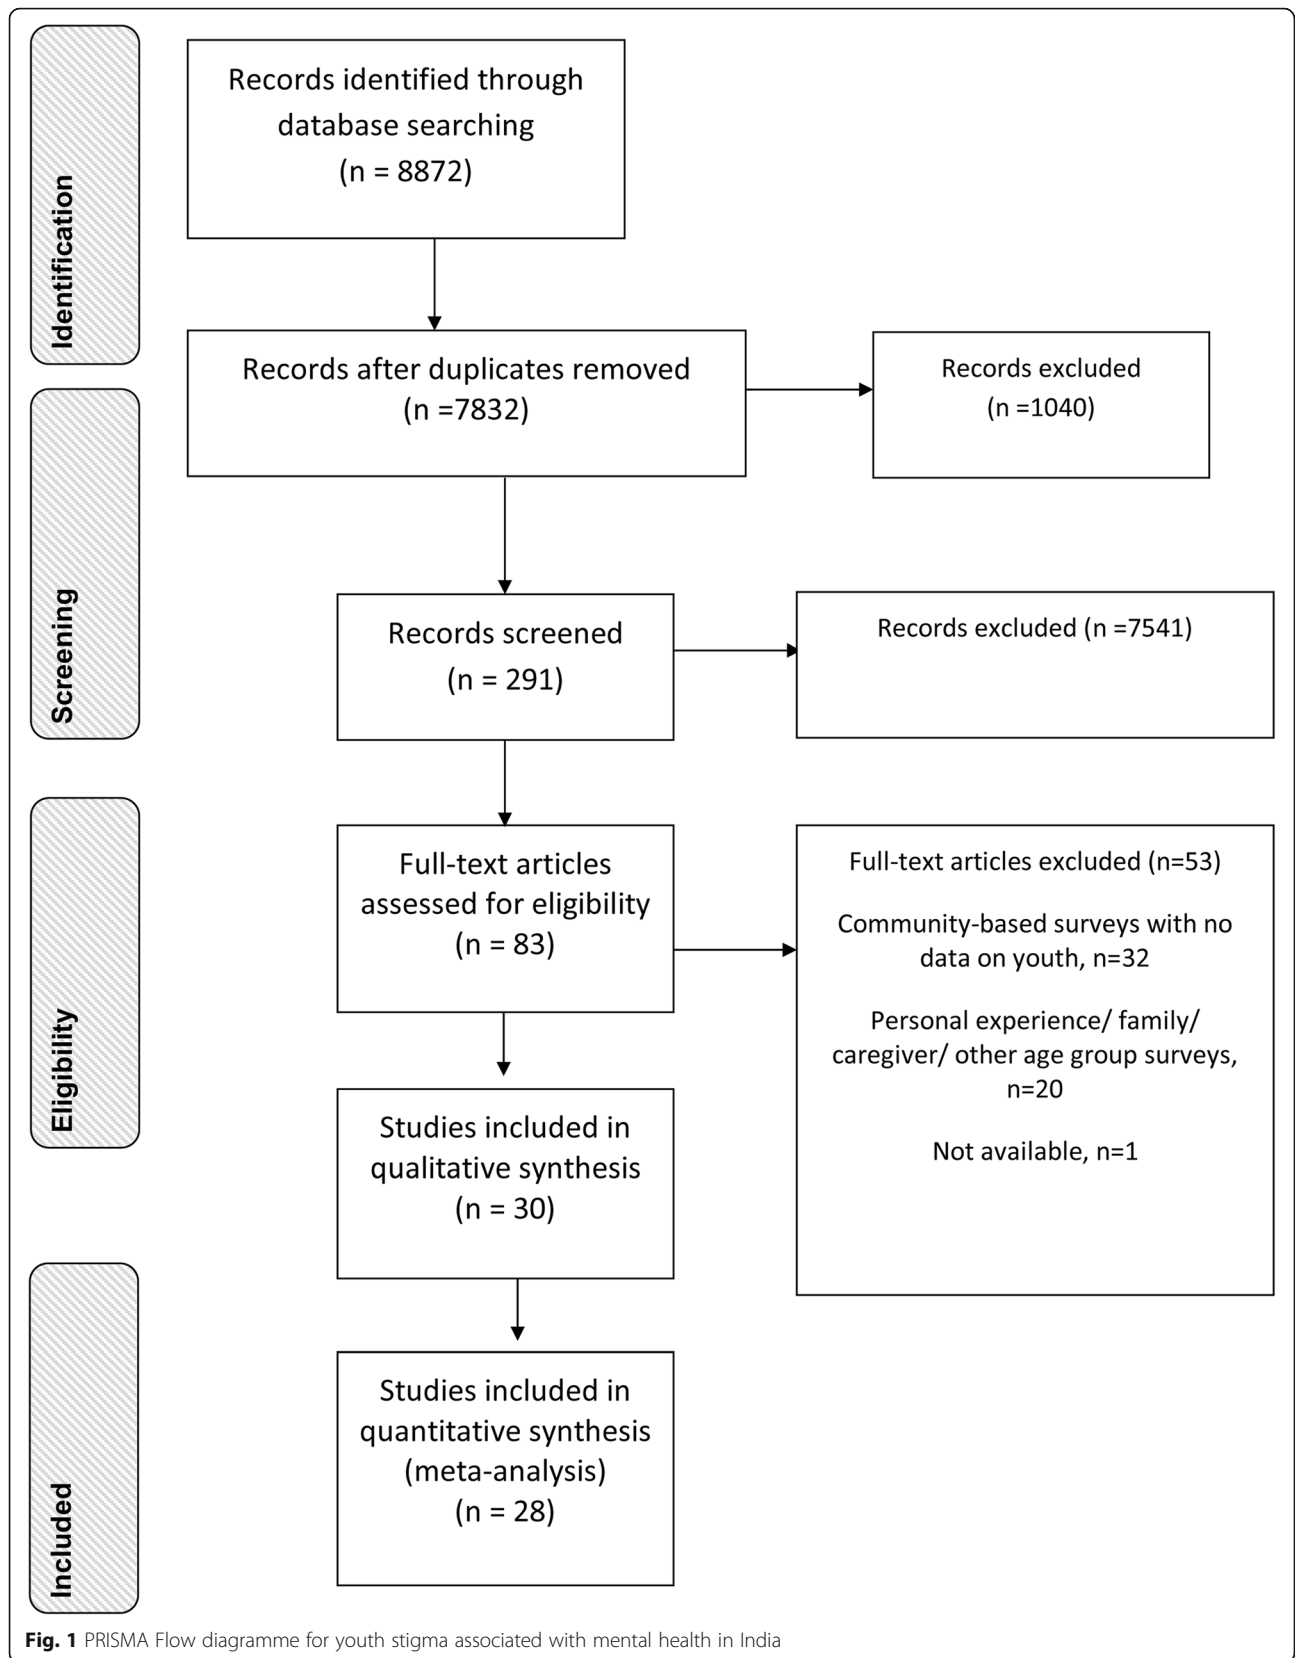 Identification
Records identified through
database searching
(n = 8872)
Records after duplicates removed
(n =7832)
Records excluded
(n =1040)
Screening
Records screened
(n = 291)
Records excluded (n =7541)
Eligibility
Full-text articles
assessed for eligibility
(n = 83)
Full-text articles excluded (n=53)
Community-based surveys with no
data on youth, n=32
Personal experience/ family/
caregiver/ other age group surveys,
n=20
Not available, n=1
Studies included in
qualitative synthesis
(n = 30)
Included
Studies included in
quantitative synthesis
(meta-analysis)
(n = 28)
Fig. 1 PRISMA Flow diagramme for youth stigma associated with mental health in India